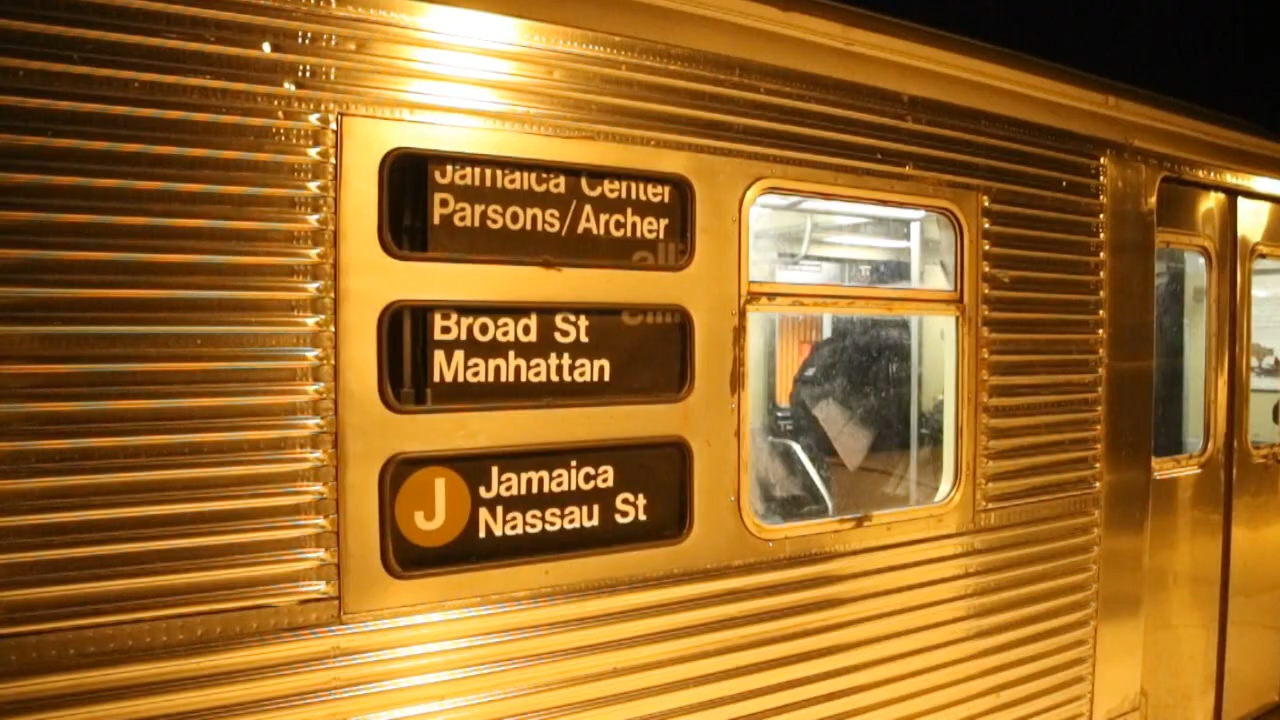 Jamaica Center
Parsons/Archer
Broad St
Manhattan
J
Jamaica
Nassau St